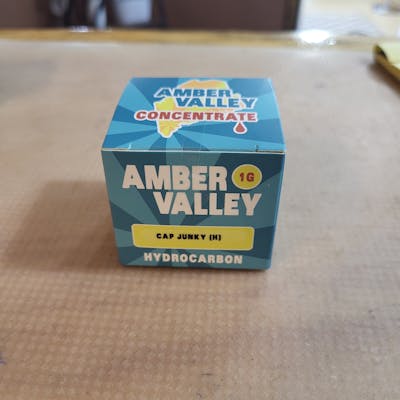 AMBER
VALLEY
CONCENTRATE
AMBER
1G
VALLEY
CAP JUNKY (H)
HYDROCARBON